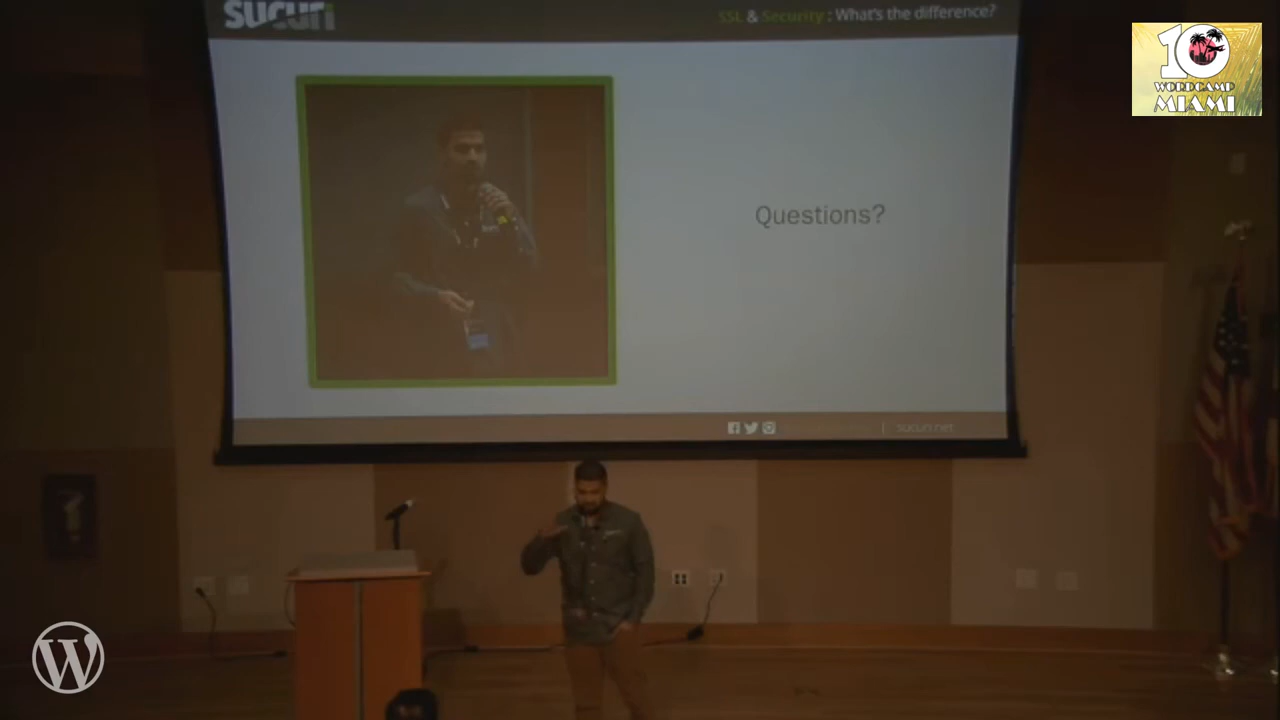 sucuri
SSL & Security : What's the difference?
10
WORDCAMP
MIAMI
Questions?
| sucuri.net
W